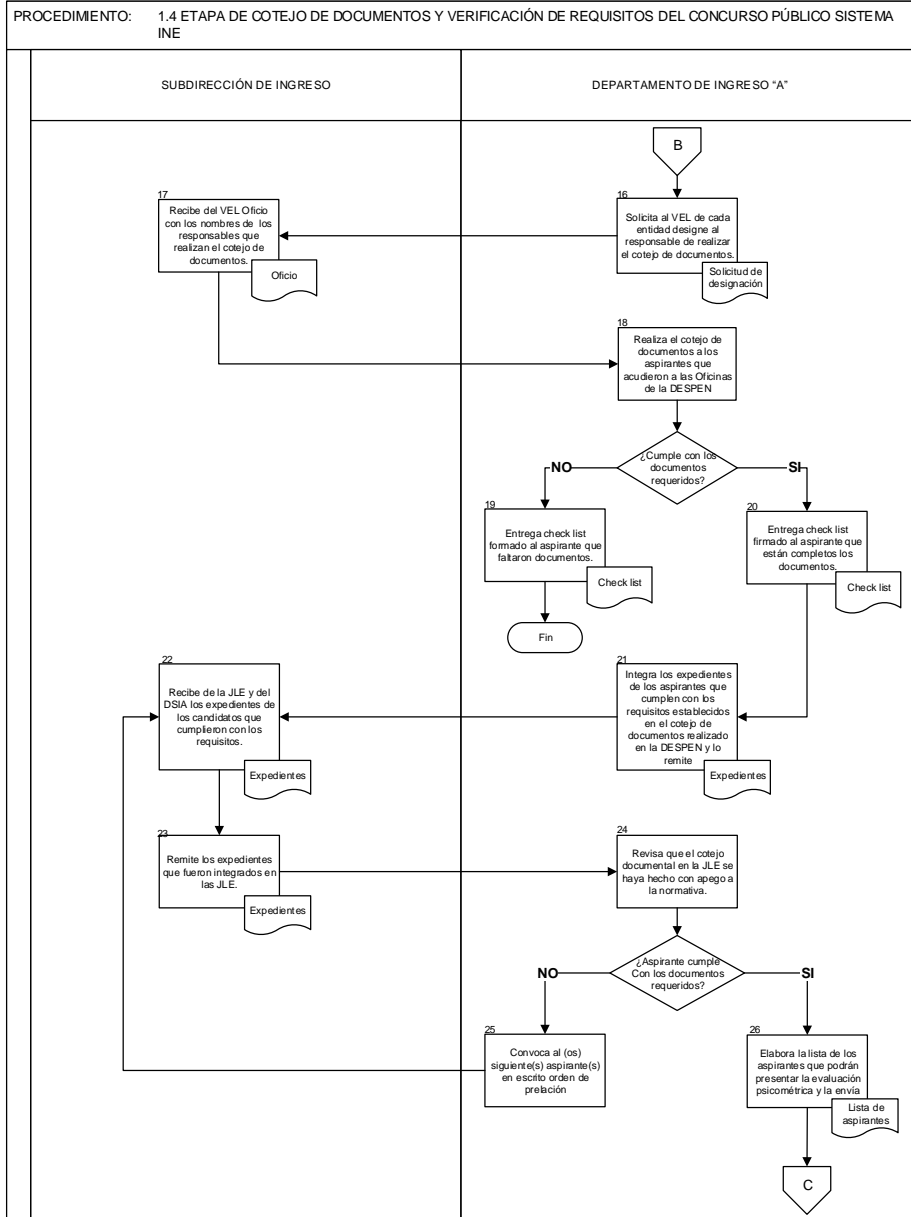 PROCEDIMIENTO: 1.4 ETAPA DE COTEJO DE DOCUMENTOS Y VERIFICACIÓN DE REQUISITOS DEL CONCURSO PÚBLICO SISTEMA
INE
SUBDIRECCIÓN DE INGRESO
DEPARTAMENTO DE INGRESO “A”
B
16
Solicita al VEL de cada
entidad designe al
responsable de realizar
el cotejo de documentos.
Solicitud de
designación
17
Recibe del VEL Oficio
con los nombres de los
responsables que
realizan el cotejo de
documentos.
Oficio
18
Realiza el cotejo de
documentos a los
aspirantes que
acudieron a las Oficinas
de la DESPEN
¿Cumple con los
documentos
requeridos?
NO
SI
19
Entrega check list
formado al aspirante que
faltaron documentos.
Check list
Fin
20
Entrega check list
firmado al aspirante que
están completos los
documentos.
Check list
21
Integra los expedientes
de los aspirantes que
cumplen con los
requisitos establecidos
en el cotejo de
documentos realizado
en la DESPEN y lo
remite
Expedientes
22
Recibe de la JLE y del
DSIA los expedientes de
los candidatos que
cumplieron con los
requisitos.
Expedientes
23
Remite los expedientes
que fueron integrados en
las JLE.
Expedientes
24
Revisa que el cotejo
documental en la JLE se
haya hecho con apego a
la normativa.
¿Aspirante cumple
Con los documentos
requeridos?
NO
SI
25
Convoca al (os)
siguiente(s) aspirante(s)
en escrito orden de
prelación
26
Elabora la lista de los
aspirantes que podrán
presentar la evaluación
psicométrica y la envía
Lista de
aspirantes
C